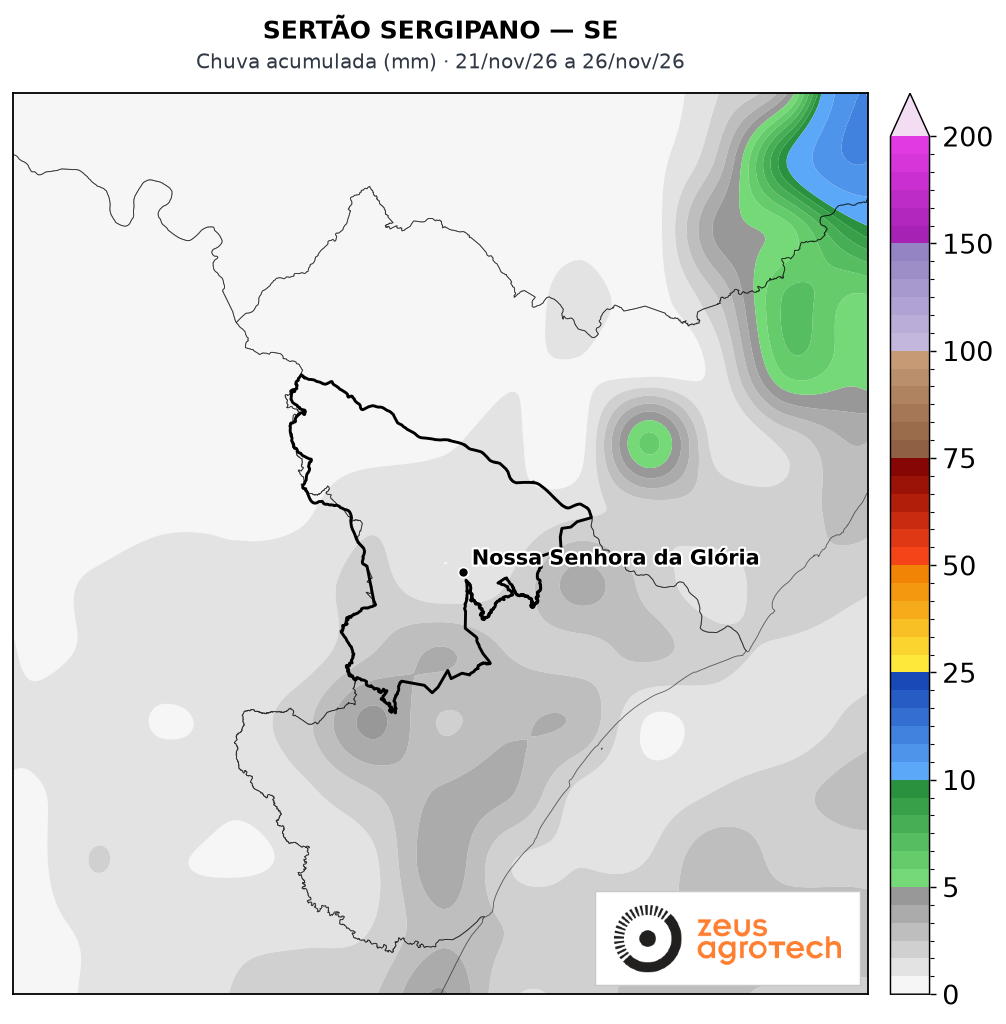 SERTÃO SERGIPANO — SE
Chuva acumulada (mm) · 21/nov/26 a 26/nov/26
200
150
100
75
50
25
10
5
0
Nossa Senhora da Glória
zeus
agrotech